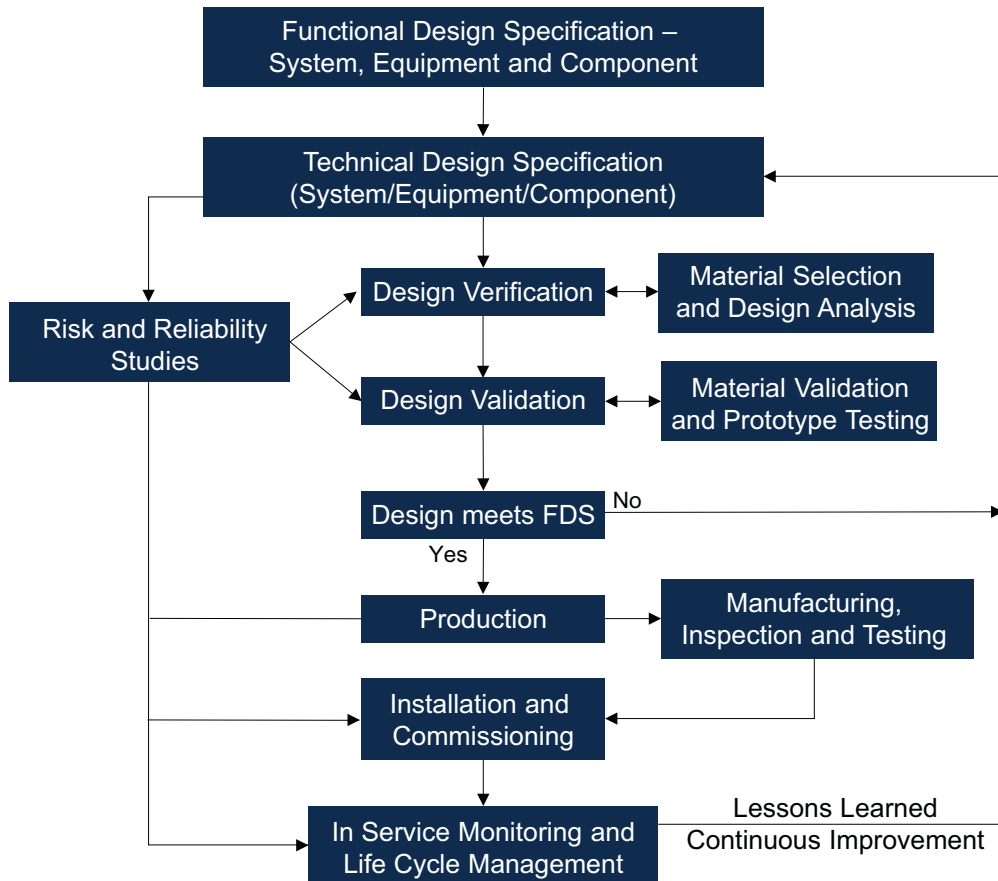 Functional Design Specification –
System, Equipment and Component
Technical Design Specification
(System/Equipment/Component)
Design Verification
Material Selection
and Design Analysis
Risk and Reliability
Studies
Design Validation
Material Validation
and Prototype Testing
Design meets FDS
No
Yes
Production
Manufacturing,
Inspection and Testing
Installation and
Commissioning
In Service Monitoring and
Life Cycle Management
Lessons Learned
Continuous Improvement